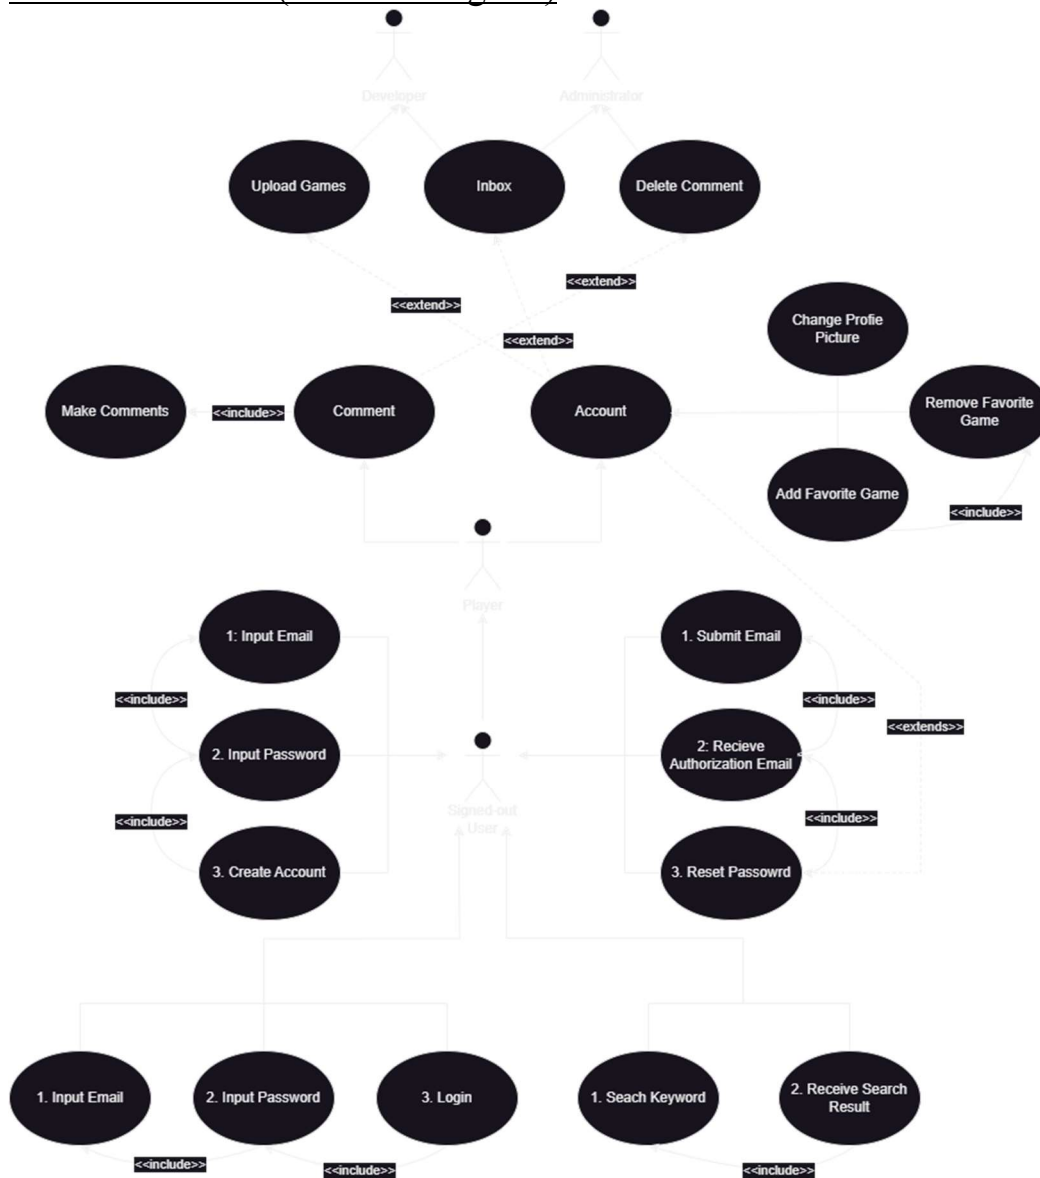 Developer
Administrator
Upload Games
Inbox
Delete Comment
<<extend>>
<<extend>>
<<extend>>
Change Profie
Picture
Make Comments
<<include>>
Comment
Account
Remove Favorite
Game
Add Favorite Game
<<include>>
Player
1: Input Email
1. Submit Email
<<include>>
<<include>>
<<extends>>
2. Input Password
2: Recieve
Authorization Email
Signed-out
User
<<include>>
<<include>>
3. Create Account
3. Reset Passowrd
1. Input Email
2. Input Password
3. Login
1. Seach Keyword
2. Receive Search
Result
<<include>>
<<include>>
<<include>>